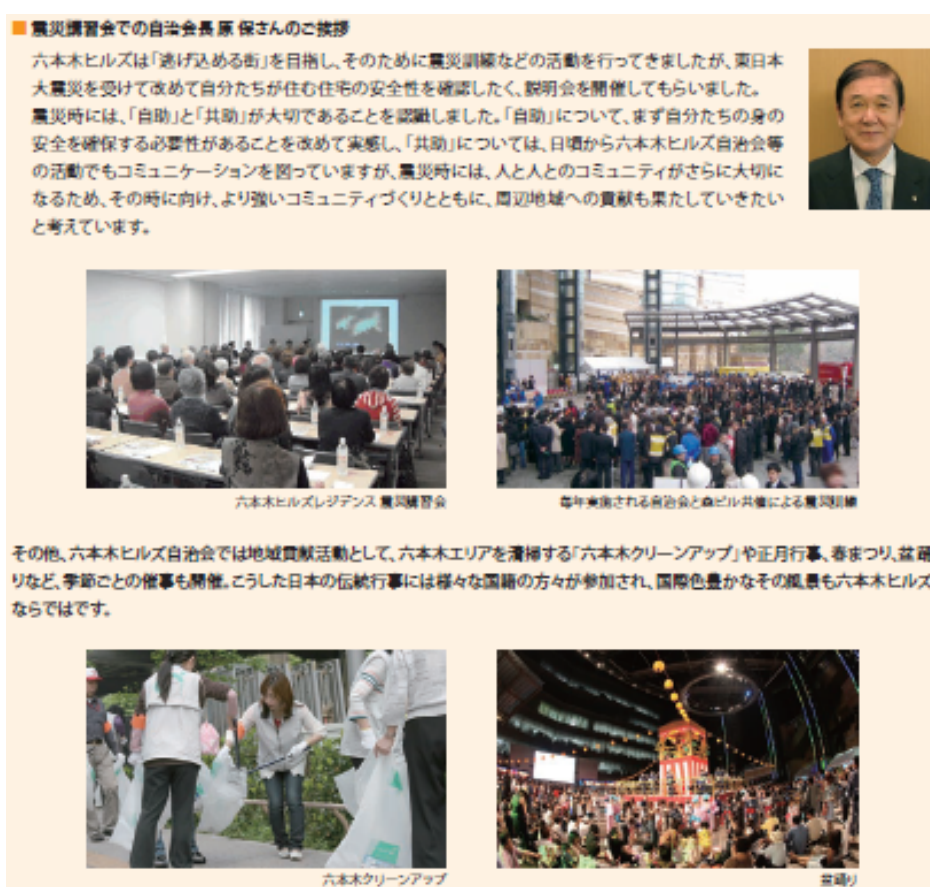 ■ 震災講習会での自治会長 原 保さんのご挨拶
六本木ヒルズは「逃げ込める街」を目指し、そのために震災訓練などの活動を行ってきましたが、東日本
大震災を受けて改めて自分たちが住む住宅の安全性を確認したく、説明会を開催してもらいました。
震災時には、「自助」と「共助」が大切であることを認識しました。「自助」について、まず自分たちの身の
安全を確保する必要性があることを改めて実感し、「共助」については、日頃から六本木ヒルズ自治会等
の活動でもコミュニケーションを図っていますが、震災時には、人と人とのコミュニティがさらに大切に
なるため、その時に向け、より強いコミュニティづくりとともに、周辺地域への貢献も果たしていきたい
と考えています。
六本木ヒルズレジデンス 震災講習会
毎年実施される自治会と森ビル共催による震災訓練
その他、六本木ヒルズ自治会では地域貢献活動として、六本木エリアを清掃する「六本木クリーンアップ」や正月行事、春まつり、盆踊
りなど、季節ごとの催事も開催。こうした日本の伝統行事には様々な国籍の方々が参加され、国際色豊かなその風景も六本木ヒルズ
ならではです。
六本木クリーンアップ
盆踊り